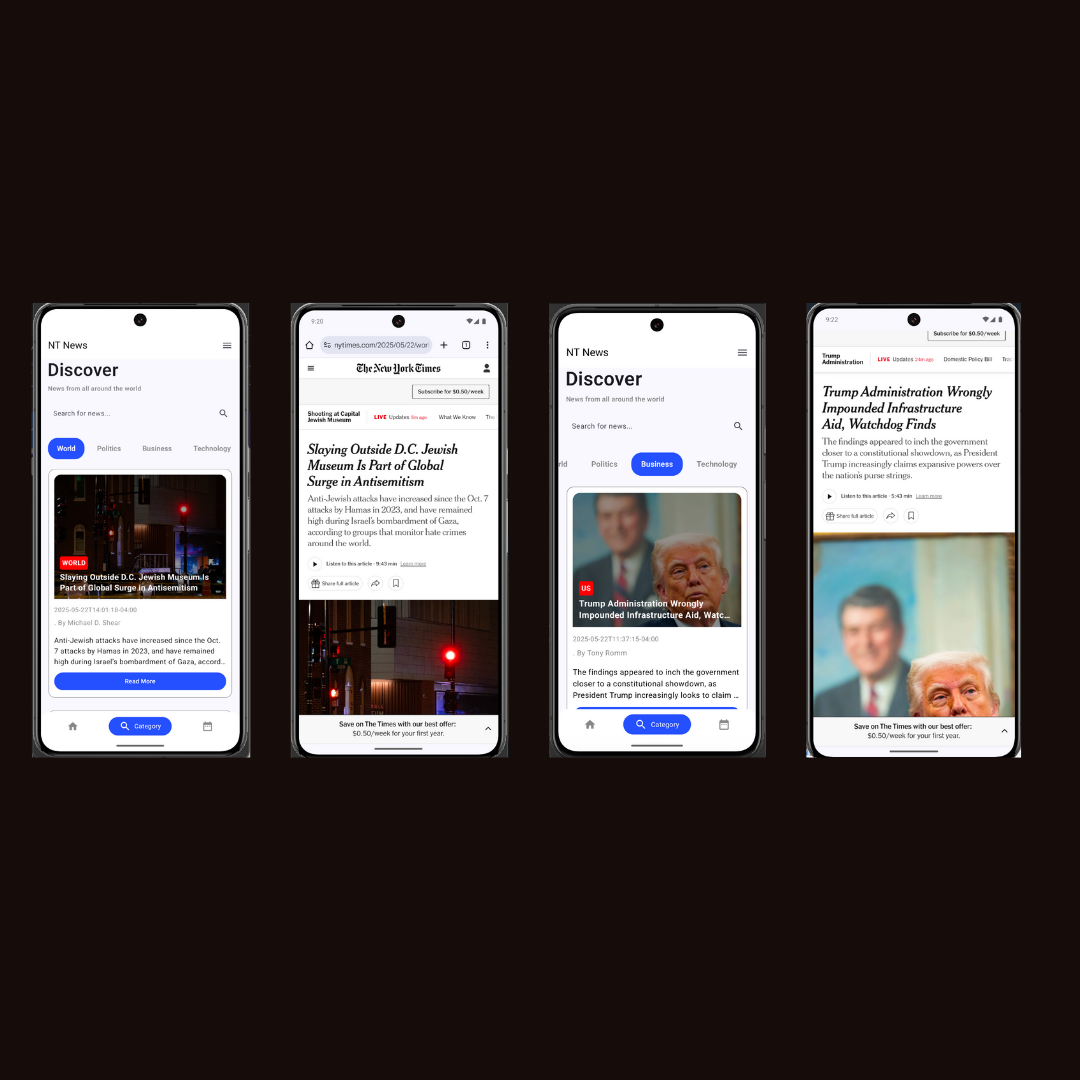 NT News
Discover
News from all around the world
Search for news...
World Politics Business Technology
WORLD
Slaying Outside D.C. Jewish Museum Is
Part of Global Surge in Antisemitism
2025-05-22T14:01:18-04:00
. By Michael D. Shear
Anti-Jewish attacks have increased since the Oct.
7 attacks by Hamas in 2023, and have remained
high during Israel's bombardment of Gaza, accord...
Read More
Category
9:20
nytimes.com/2025/05/22/wor
1
The New York Times
Subscribe for $0.50/week
Shooting at Capital
Jewish Museum
LIVE Updates 5m ago What We Know The
Slaying Outside D.C. Jewish
Museum Is Part of Global
Surge in Antisemitism
Anti-Jewish attacks have increased since the Oct. 7
attacks by Hamas in 2023, and have remained
high during Israel's bombardment of Gaza,
according to groups that monitor hate crimes
around the world.
Listen to this article · 9:43 min Learn more
Share full article
Save on The Times with our best offer:
$0.50/week for your first year.
NT News
Discover
News from all around the world
Search for news...
rld Politics Business Technology
US
Trump Administration Wrongly
Impounded Infrastructure Aid, Watc...
2025-05-22T11:37:15-04:00
. By Tony Romm
The findings appeared to inch the government
closer to a constitutional showdown, as
President Trump increasingly looks to claim ...
Category
9:22
Subscribe for $0.50/week
Trump
Administration
LIVE Updates 24m ago Domestic Policy Bill Trac
Trump Administration Wrongly
Impounded Infrastructure
Aid, Watchdog Finds
The findings appeared to inch the government
closer to a constitutional showdown, as President
Trump increasingly claims expansive powers over
the nation's purse strings.
Listen to this article · 5:43 min Learn more
Share full article
Save on The Times with our best offer:
$0.50/week for your first year.